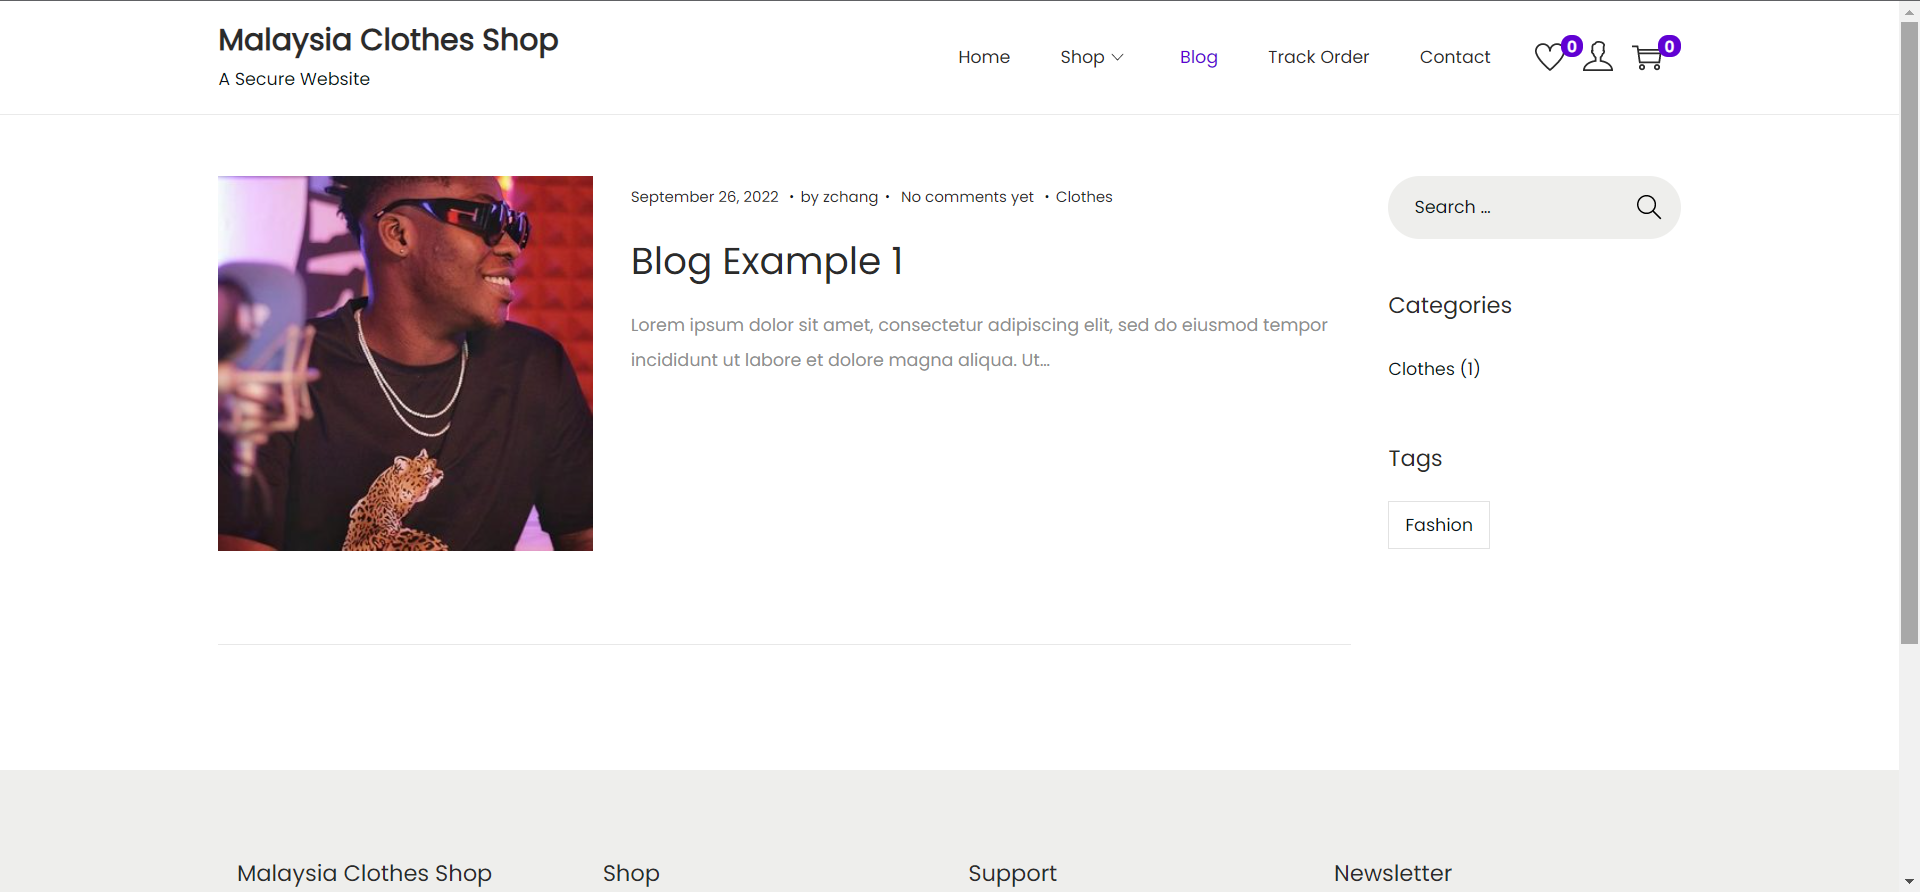 Malaysia Clothes Shop
A Secure Website
Home
Shop
Blog
Track Order
Contact
0
0
September 26, 2022 • by zchang • No comments yet • Clothes
Blog Example 1
Lorem ipsum dolor sit amet, consectetur adipiscing elit, sed do eiusmod tempor
incididunt ut labore et dolore magna aliqua. Ut…
Search …
Categories
Clothes (1)
Tags
Fashion
Malaysia Clothes Shop
Shop
Support
Newsletter